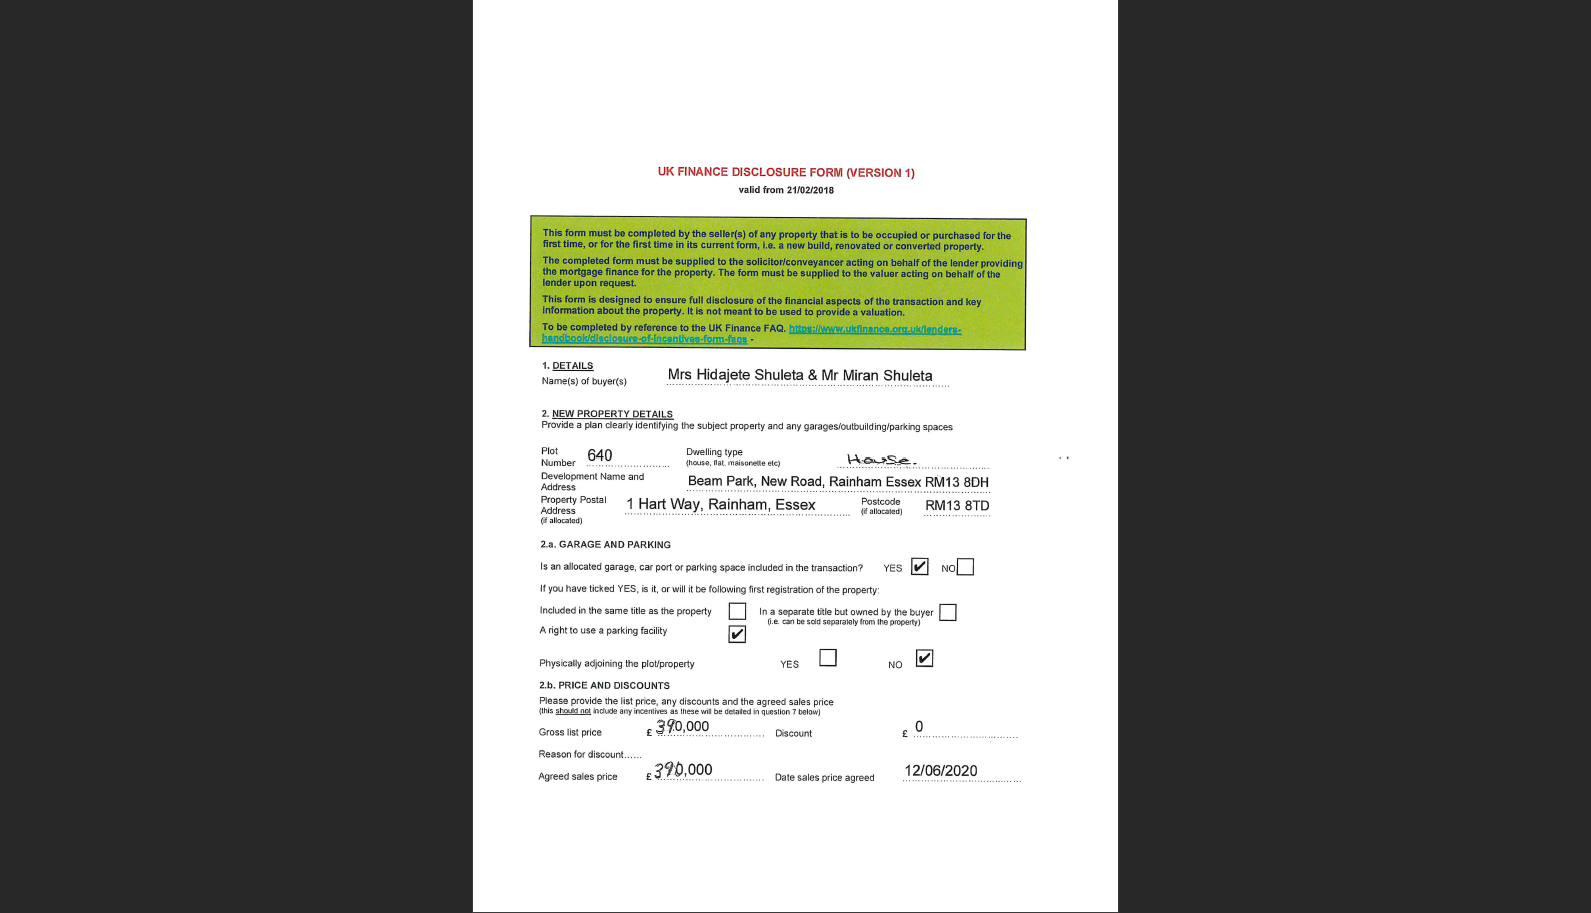 UK FINANCE DISCLOSURE FORM (VERSION 1)
valid from 21/02/2018
This form must be completed by the seller(s) of any property that is to be occupied or purchased for the
first time, or for the first time in its current form, i.e. a new build, renovated or converted property.
The completed form must be supplied to the solicitor/conveyancer acting on behalf of the lender providing
the mortgage finance for the property. The form must be supplied to the valuer acting on behalf of the
lender upon request.
This form is designed to ensure full disclosure of the financial aspects of the transaction and key
information about the property. It is not meant to be used to provide a valuation.
To be completed by reference to the UK Finance FAQ. https://www.ukfinance.org.uk/lenders-
handbook/disclosure-of-incentives-form-faqs -
1. DETAILS
Name(s) of buyer(s) Mrs Hidajete Shuleta & Mr Miran Shuleta
2. NEW PROPERTY DETAILS
Provide a plan clearly identifying the subject property and any garages/outbuilding/parking spaces
Plot Number 640 Dwelling type (house, flat, maisonette etc) House.
Development Name and Address Beam Park, New Road, Rainham Essex RM13 8DH
Property Postal Address (if allocated) 1 Hart Way, Rainham, Essex Postcode (if allocated) RM13 8TD
2.a. GARAGE AND PARKING
Is an allocated garage, car port or parking space included in the transaction? YES ✔ NO
If you have ticked YES, is it, or will it be following first registration of the property:
Included in the same title as the property In a separate title but owned by the buyer
(i.e. can be sold separately from the property)
A right to use a parking facility ✔
Physically adjoining the plot/property YES NO ✔
2.b. PRICE AND DISCOUNTS
Please provide the list price, any discounts and the agreed sales price
(this should not include any incentives as these will be detailed in question 7 below)
Gross list price £ 390,000 Discount £ 0
Reason for discount......
Agreed sales price £ 390,000 Date sales price agreed 12/06/2020